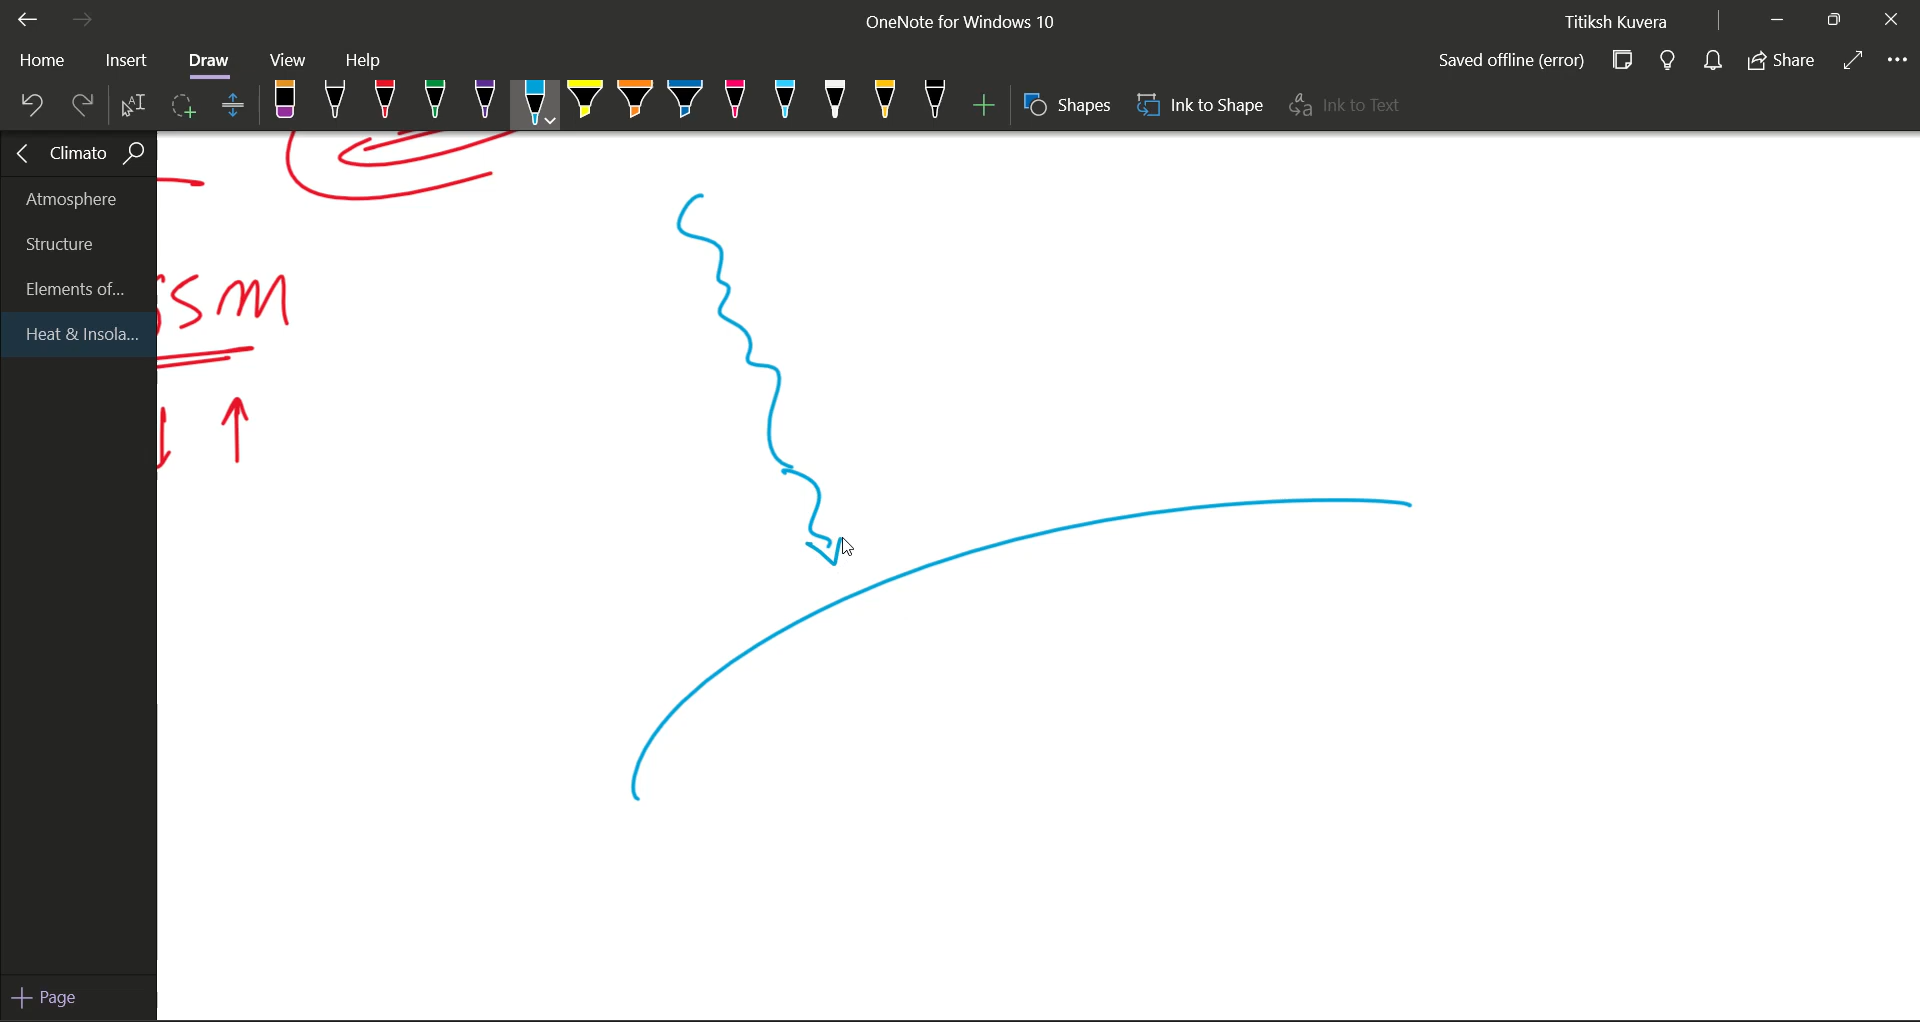 OneNote for Windows 10
Titiksh Kuvera
Home Insert Draw View Help
Saved offline (error) Share
Shapes Ink to Shape Ink to Text
Climato
Atmosphere
Structure
Elements of...
Heat & Insola...
Page